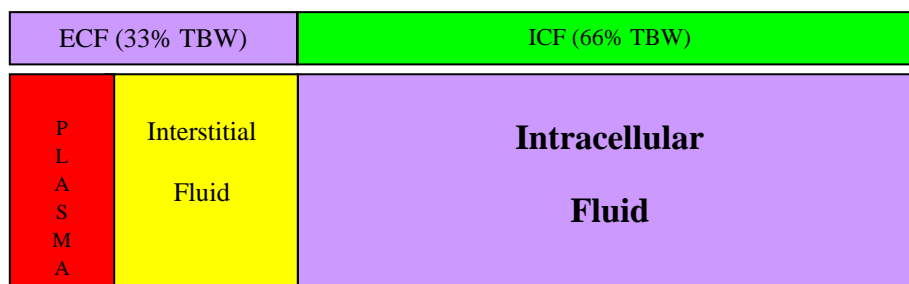 ECF (33% TBW)
ICF (66% TBW)
P
L
A
S
M
A
Interstitial
Fluid
Intracellular
Fluid